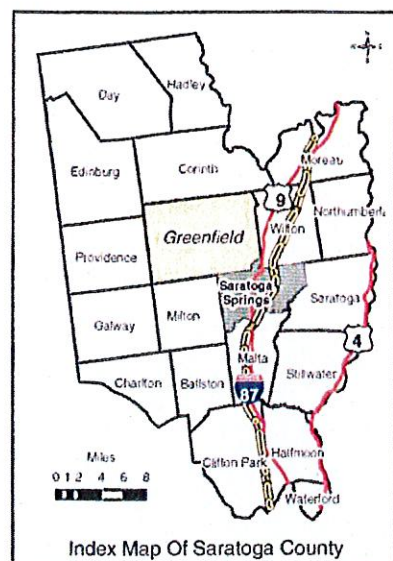 Hadley
Day
Moreau
Edinburg
Corinth
9
Northumberl
Wilton
Greenfield
Providence
Saratoga
Springs
Saratoga
Milton
Galway
4
Malta
Stillwater
Charlton
Ballston
87
Miles
0 1 2 4 6 8
Halfmoon
Clifton Park
Waterford
Index Map Of Saratoga County